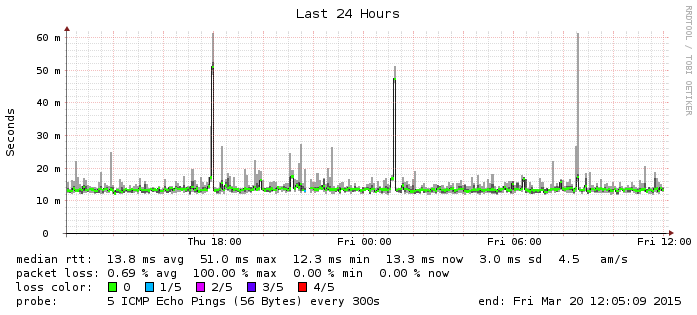 Last 24 Hours
RRDTOOL / TOBI OETIKER
Seconds
60 m
50 m
40 m
30 m
20 m
10 m
0
Thu 18:00 Fri 00:00 Fri 06:00 Fri 12:00
median rtt: 13.8 ms avg 51.0 ms max 12.3 ms min 13.3 ms now 3.0 ms sd 4.5 am/s
packet loss: 0.69 % avg 100.00 % max 0.00 % min 0.00 % now
loss color: 0 1/5 2/5 3/5 4/5
probe: 5 ICMP Echo Pings (56 Bytes) every 300s end: Fri Mar 20 12:05:09 2015